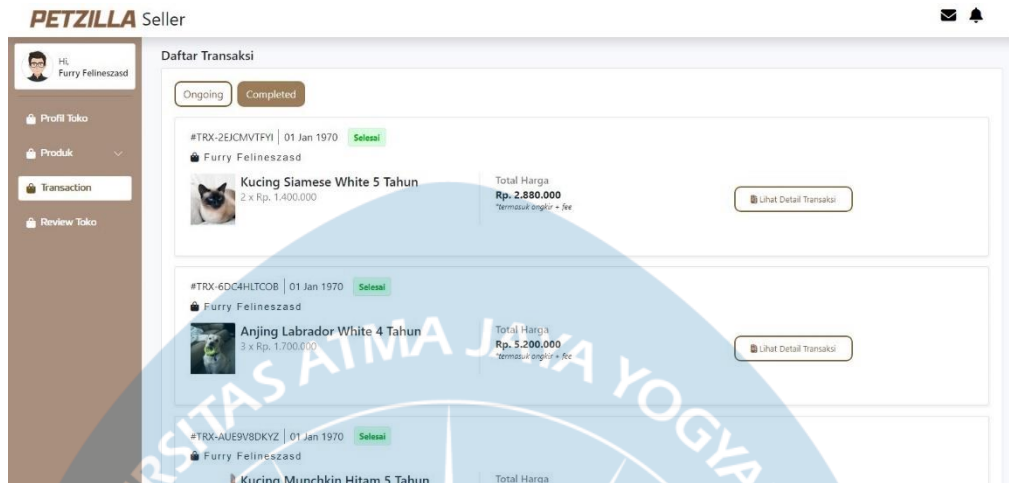 PETZILLA Seller
Hi,
Furry Felineszasd
Profil Toko
Produk
Transaction
Review Toko
Daftar Transaksi
Ongoing
Completed
#TRX-2EJCMVTFYI | 01 Jan 1970 Selesai
Furry Felineszasd
Kucing Siamese White 5 Tahun
2 x Rp. 1.400.000
Total Harga
Rp. 2.880.000
*termasuk ongkir + fee
Lihat Detail Transaksi
#TRX-6DC4HLTCOB | 01 Jan 1970 Selesai
Furry Felineszasd
Anjing Labrador White 4 Tahun
3 x Rp. 1.700.000
Total Harga
Rp. 5.200.000
*termasuk ongkir + fee
Lihat Detail Transaksi
#TRX-AUE9V8DKYZ | 01 Jan 1970 Selesai
Furry Felineszasd
Kucing Munchkin Hitam 5 Tahun
Total Harga
ERSITAS ATMA JAYA YOGYA